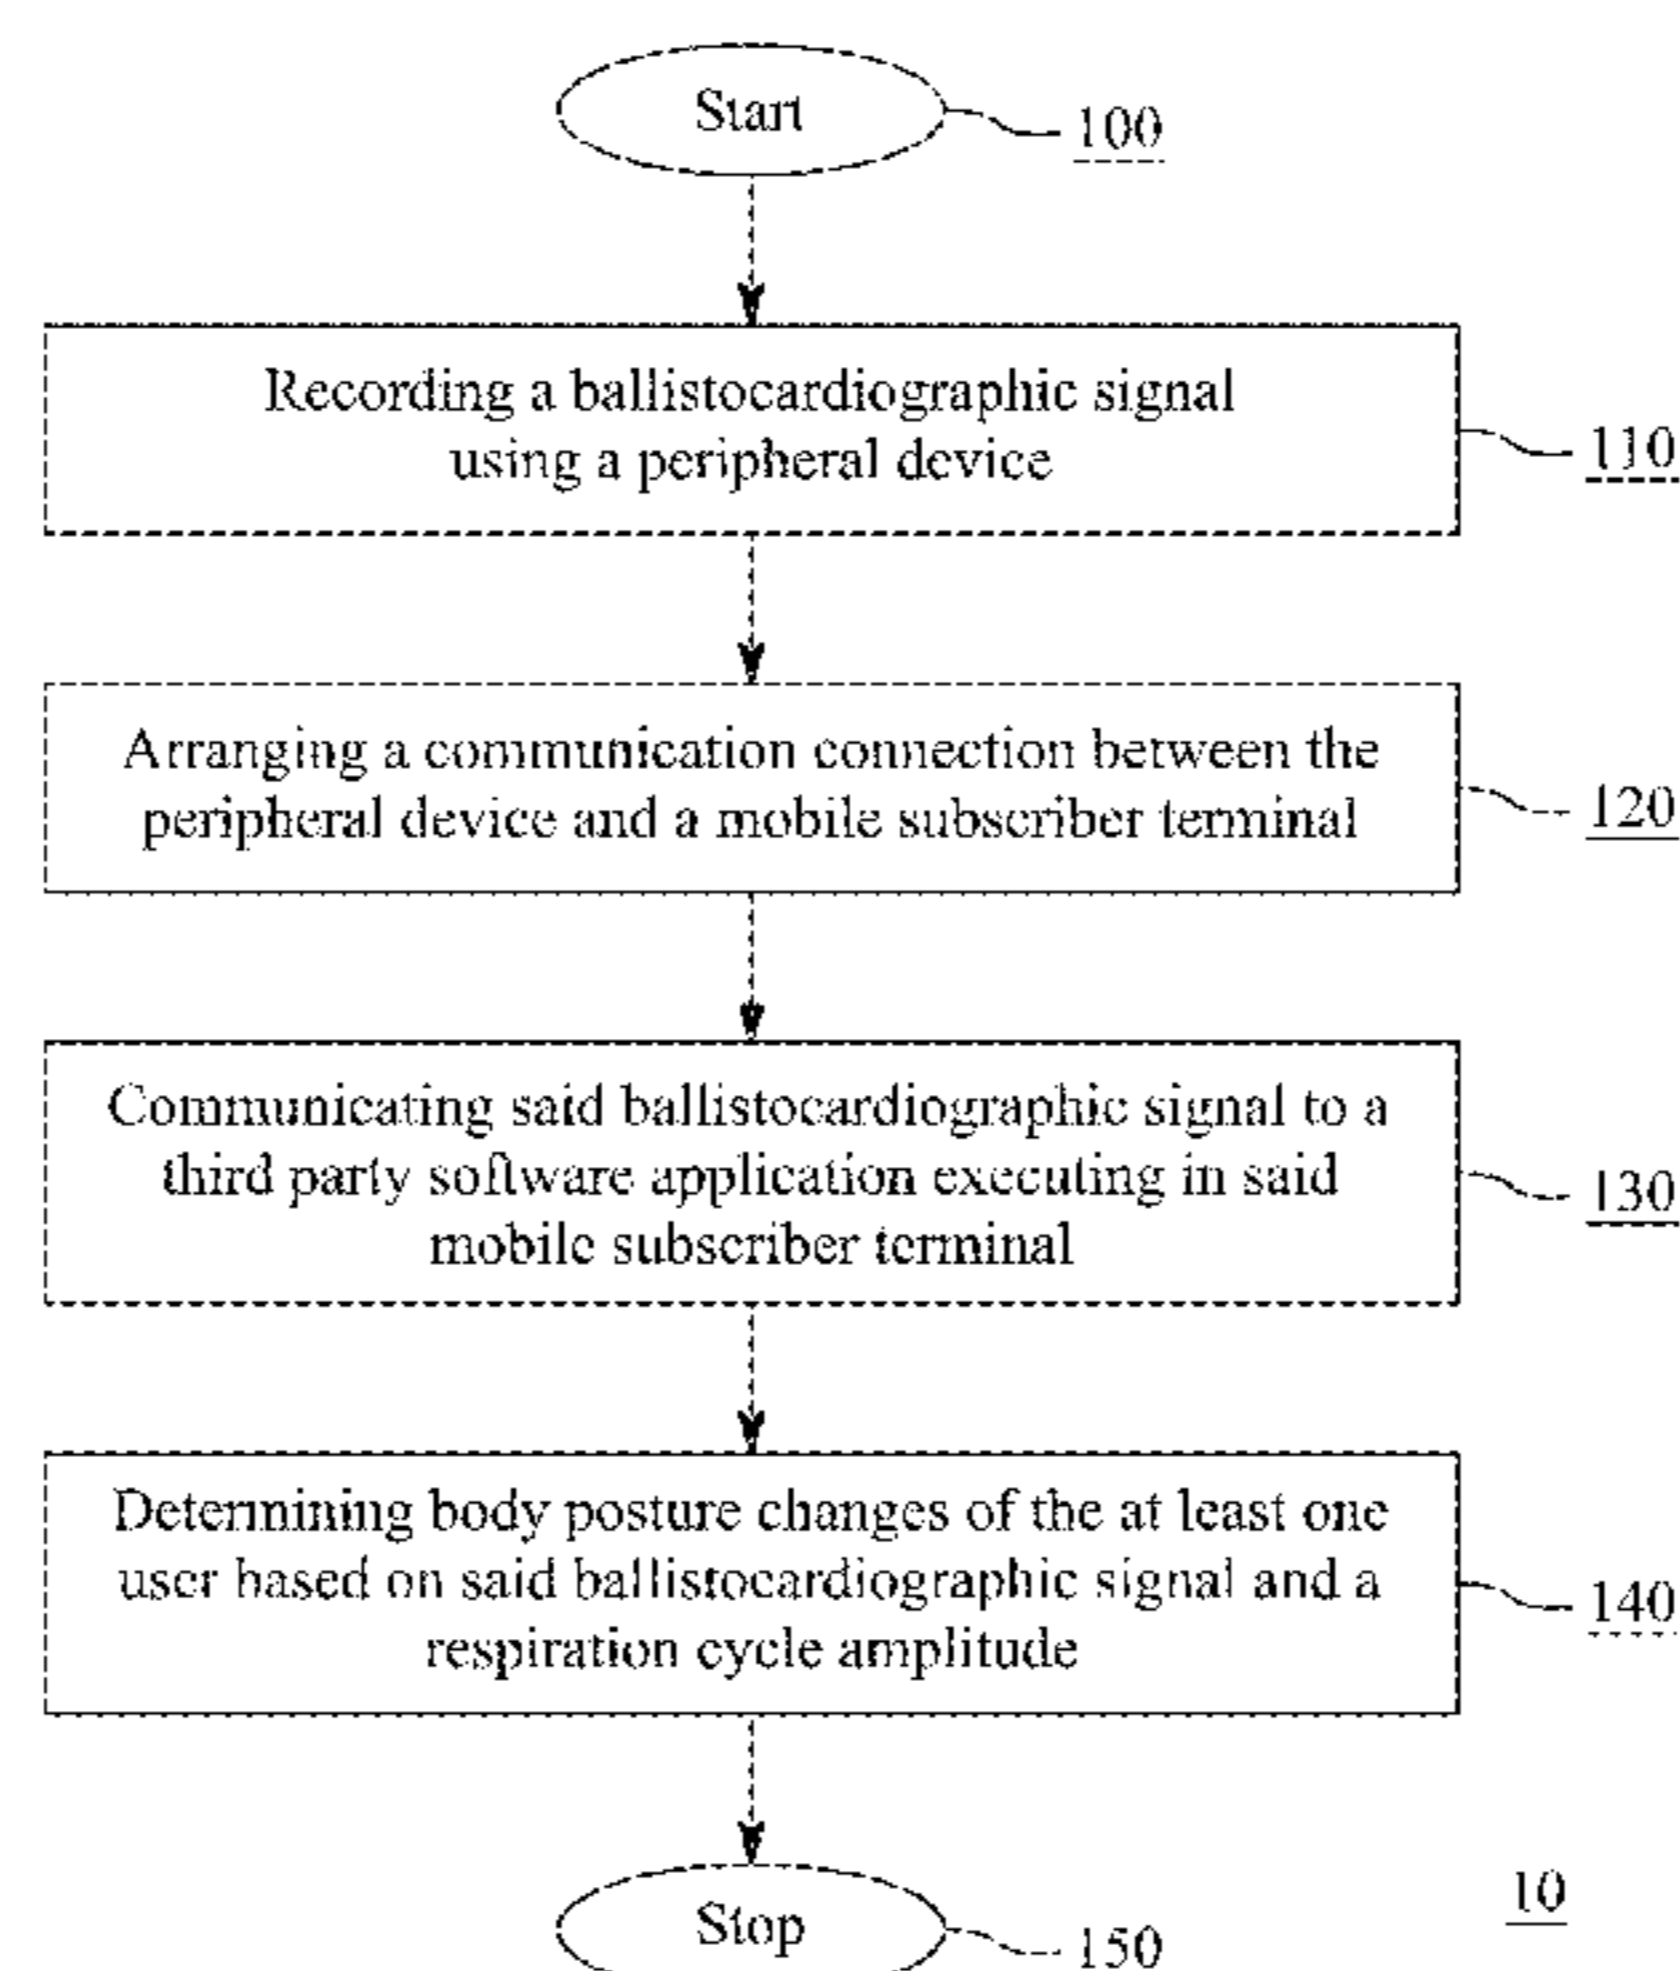 Start
100
Recording a ballistocardiographic signal
using a peripheral device
110
Arranging a communication connection between the
peripheral device and a mobile subscriber terminal
120
Communicating said ballistocardiographic signal to a
third party software application executing in said
mobile subscriber terminal
130
Determining body posture changes of the at least one
user based on said ballistocardiographic signal and a
respiration cycle amplitude
140
Stop
150
10